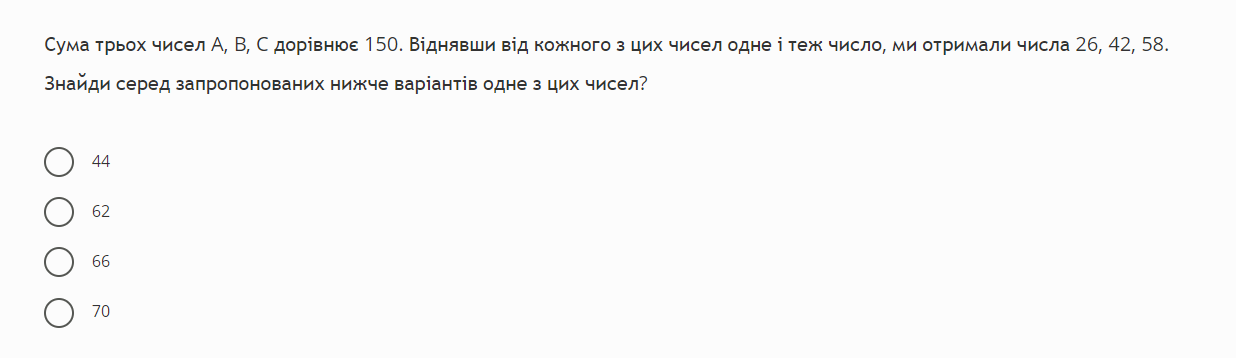 Сума трьох чисел А, В, С дорівнює 150. Віднявши від кожного з цих чисел одне і теж число, ми отримали числа 26, 42, 58.
Знайди серед запропонованих нижче варіантів одне з цих чисел?
44
62
66
70